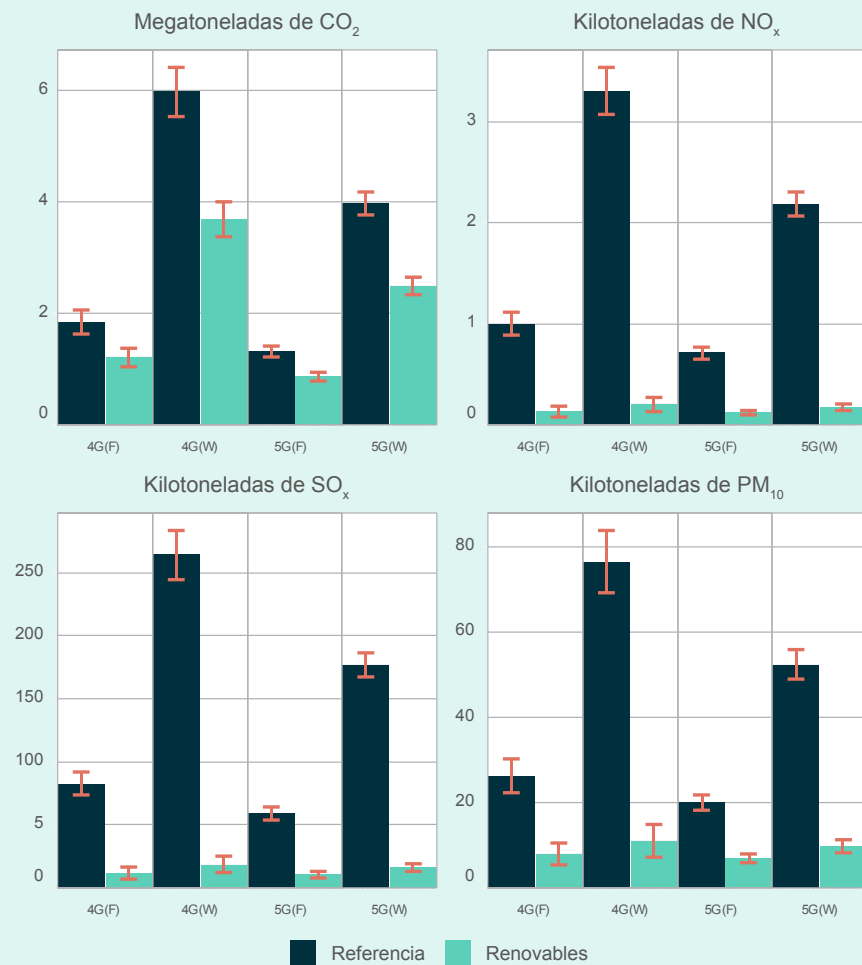 Megatoneladas de CO₂
6
4
2
0
4G(F) 4G(W) 5G(F) 5G(W)
Kilotoneladas de NOₓ
3
2
1
0
4G(F) 4G(W) 5G(F) 5G(W)
Kilotoneladas de SOₓ
250
200
150
100
5
0
4G(F) 4G(W) 5G(F) 5G(W)
Kilotoneladas de PM₁₀
80
60
40
20
0
4G(F) 4G(W) 5G(F) 5G(W)
Referencia Renovables